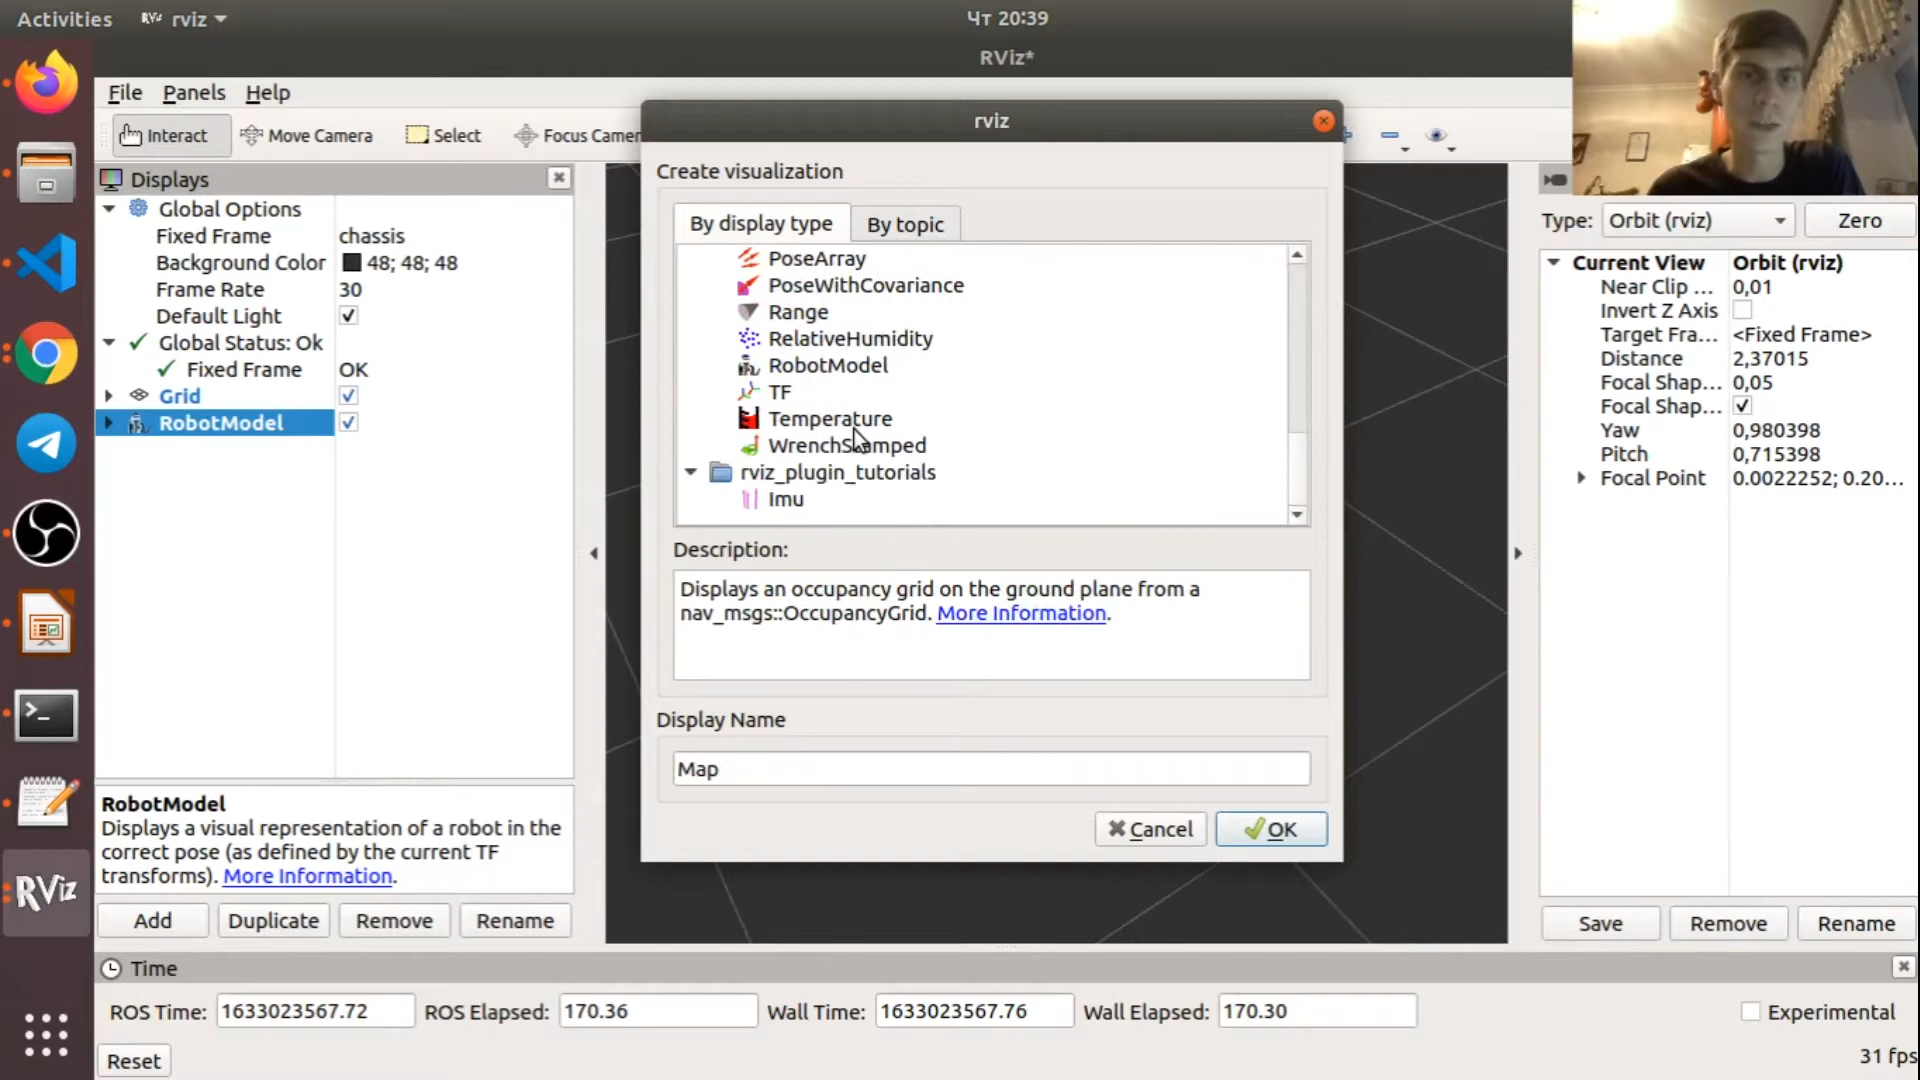 Activities
RViz
rviz
Чт 20:39
RViz*
File
Panels
Help
Interact
Move Camera
Select
Focus Camer
Displays
Global Options
Fixed Frame
chassis
Background Color
48; 48; 48
Frame Rate
30
Default Light
Global Status: Ok
Fixed Frame
OK
Grid
RobotModel
RobotModel
Displays a visual representation of a robot in the
correct pose (as defined by the current TF
transforms). More Information.
Add
Duplicate
Remove
Rename
rviz
Create visualization
By display type
By topic
PoseArray
PoseWithCovariance
Range
RelativeHumidity
RobotModel
TF
Temperature
WrenchStamped
rviz_plugin_tutorials
Imu
Description:
Displays an occupancy grid on the ground plane from a
nav_msgs::OccupancyGrid. More Information.
Display Name
Map
Cancel
OK
Type:
Orbit (rviz)
Zero
Current View
Orbit (rviz)
Near Clip ...
0,01
Invert Z Axis
Target Fra...
<Fixed Frame>
Distance
2,37015
Focal Shap...
0,05
Focal Shap...
Yaw
0,980398
Pitch
0,715398
Focal Point
0.0022252; 0.20...
Save
Remove
Rename
RViz
Time
ROS Time:
1633023567.72
ROS Elapsed:
170.36
Wall Time:
1633023567.76
Wall Elapsed:
170.30
Experimental
Reset
31 fps